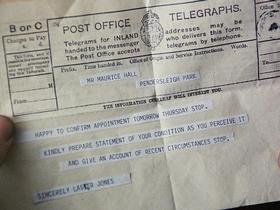 B or C
POST OFFICE TELEGRAPHS.
Charges to Pay
s. d.
Telegrams for INLAND
handed to the messenger
The Post Office accepts
addresses may be
who delivers this form.
telegrams by telephone.
Prefix. Time handed in. Office of Origin and Service Instructions. Words
MR MAURICE HALL
PENDERSLEIGH PARK.
HAPPY TO CONFIRM APPOINTMENT TOMORROW THURSDAY STOP.
KINDLY PREPARE STATEMENT OF YOUR CONDITION AS YOU PERCEIVE IT
AND GIVE AN ACCOUNT OF RECENT CIRCUMSTANCES STOP.
SINCERELY LASKER JONES